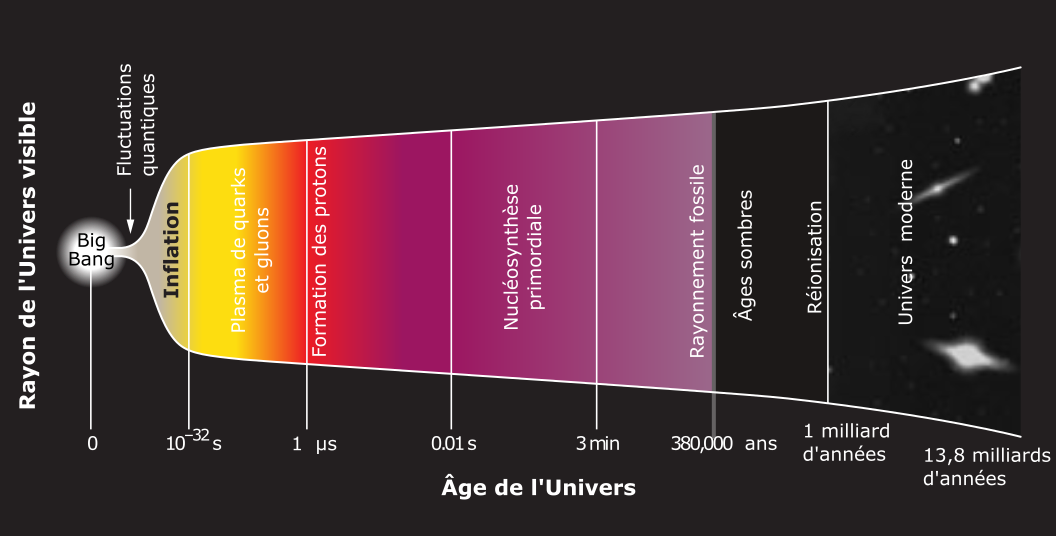 Rayon de l'Univers visible
Big
Bang
Fluctuations
quantiques
Inflation
Plasma de quarks
et gluons
Formation des protons
Nucléosynthèse
primordiale
Rayonnement fossile
Âges sombres
Réionisation
Univers moderne
0
10⁻³² s
1 µs
0.01 s
3 min
380,000 ans
1 milliard
d'années
13,8 milliards
d'années
Âge de l'Univers